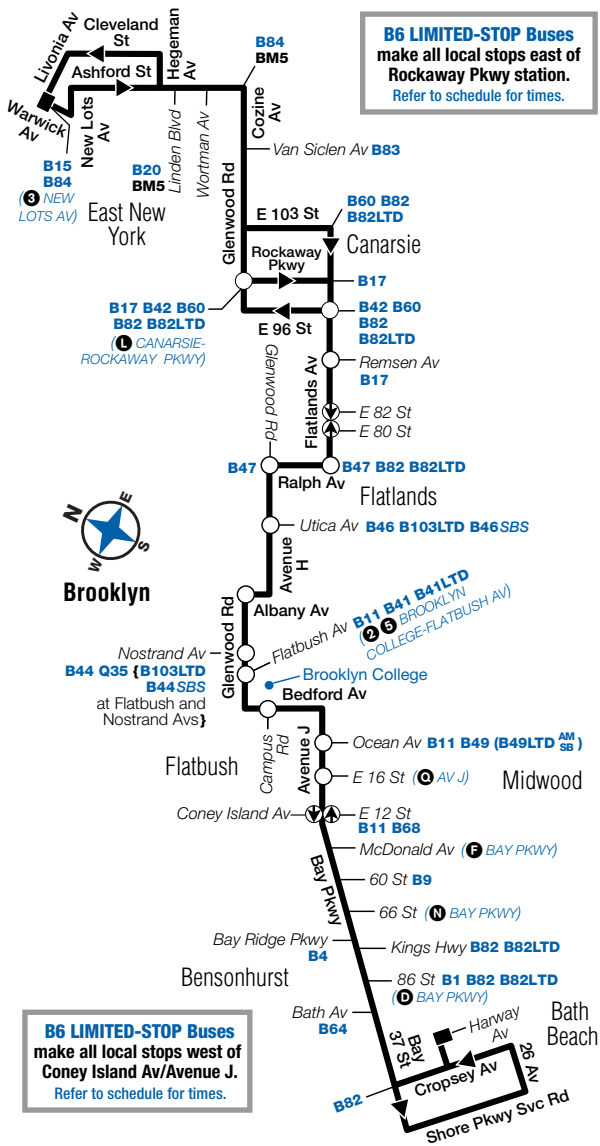 Cleveland
St
Livonia Av
Ashford St
Hegeman
Av
Warwick
Av
New Lots
Av
B84
BM5
Cozine
Av
B6 LIMITED-STOP Buses
make all local stops east of
Rockaway Pkwy station.
Refer to schedule for times.
B15
B84
(3 NEW
LOTS AV)
B20
BM5
Linden Blvd
Wortman Av
Van Siclen Av B83
East New
York
Glenwood Rd
E 103 St
B60 B82
B82LTD
Canarsie
Rockaway
Pkwy
B17
B17 B42 B60
B82 B82LTD
(L CANARSIE-
ROCKAWAY PKWY)
E 96 St
B42 B60
B82
B82LTD
Glenwood Rd
Flatlands Av
Remsen Av
B17
E 82 St
E 80 St
B47
Ralph Av
B47 B82 B82LTD
Flatlands
N
E
W
S
Brooklyn
Utica Av B46 B103LTD B46SBS
Avenue
H
Albany Av
Glenwood Rd
Nostrand Av
B44 Q35 {B103LTD
B44SBS
at Flatbush and
Nostrand Avs}
Flatbush Av B11 B41 B41LTD
(2 5 BROOKLYN
COLLEGE-FLATBUSH AV)
Brooklyn College
Bedford Av
Campus
Rd
Flatbush
Avenue J
Ocean Av B11 B49 (B49LTD AM
SB)
E 16 St (Q AV J)
Midwood
Coney Island Av
E 12 St
B11 B68
McDonald Av (F BAY PKWY)
Bay Pkwy
60 St B9
66 St (N BAY PKWY)
Bay Ridge Pkwy
B4
Kings Hwy B82 B82LTD
Bensonhurst
86 St B1 B82 B82LTD
(D BAY PKWY)
Bath Av
B64
Bay
37 St
Harway
Av
Bath
Beach
26 Av
Cropsey Av
B82
Shore Pkwy Svc Rd
B6 LIMITED-STOP Buses
make all local stops west of
Coney Island Av/Avenue J.
Refer to schedule for times.